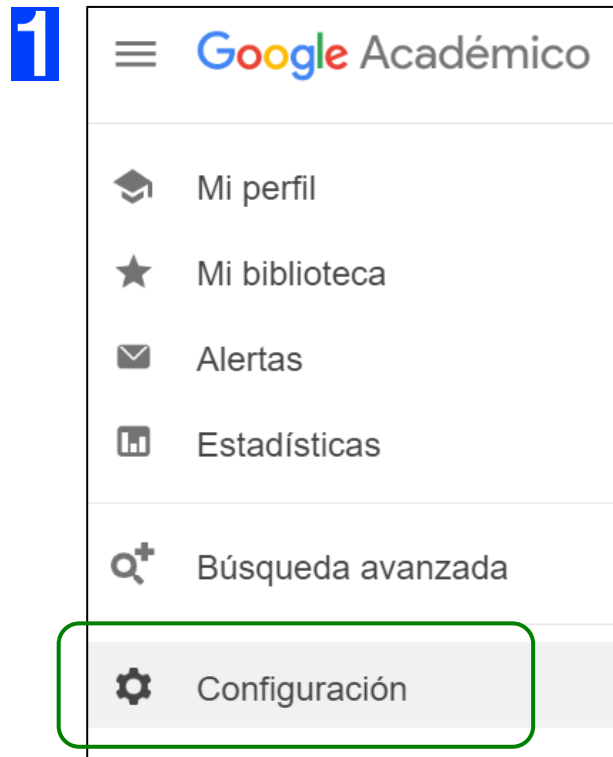 1
Google Académico
Mi perfil
Mi biblioteca
Alertas
Estadísticas
Búsqueda avanzada
Configuración